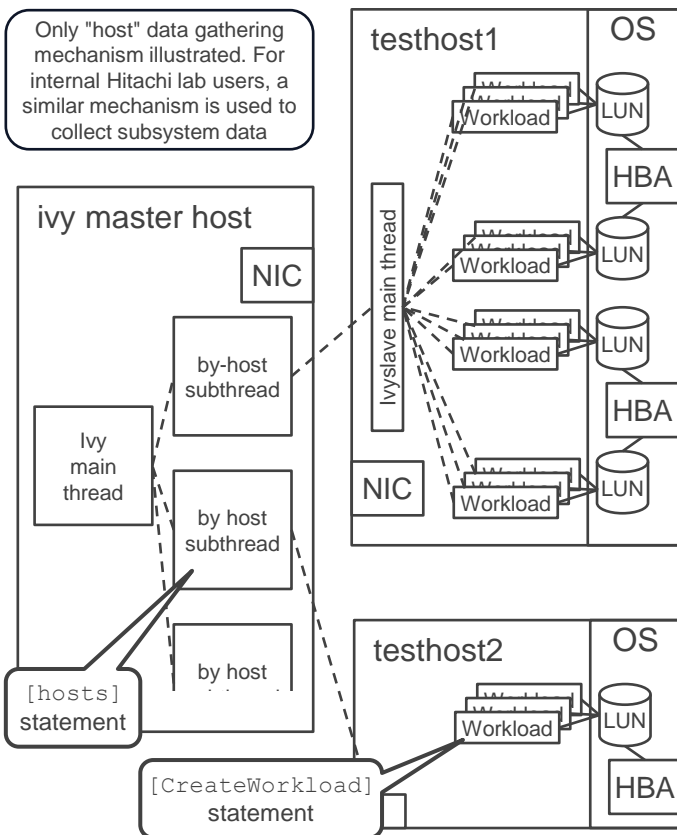 Only "host" data gathering
mechanism illustrated. For
internal Hitachi lab users, a
similar mechanism is used to
collect subsystem data
ivy master host
NIC
by-host
subthread
Ivy
main
thread
by host
subthread
by host
[hosts]
statement
testhost1
OS
Workload
LUN
HBA
Workload
LUN
Ivyslave main thread
Workload
LUN
HBA
NIC
Workload
LUN
testhost2
OS
Workload
LUN
HBA
[CreateWorkload]
statement